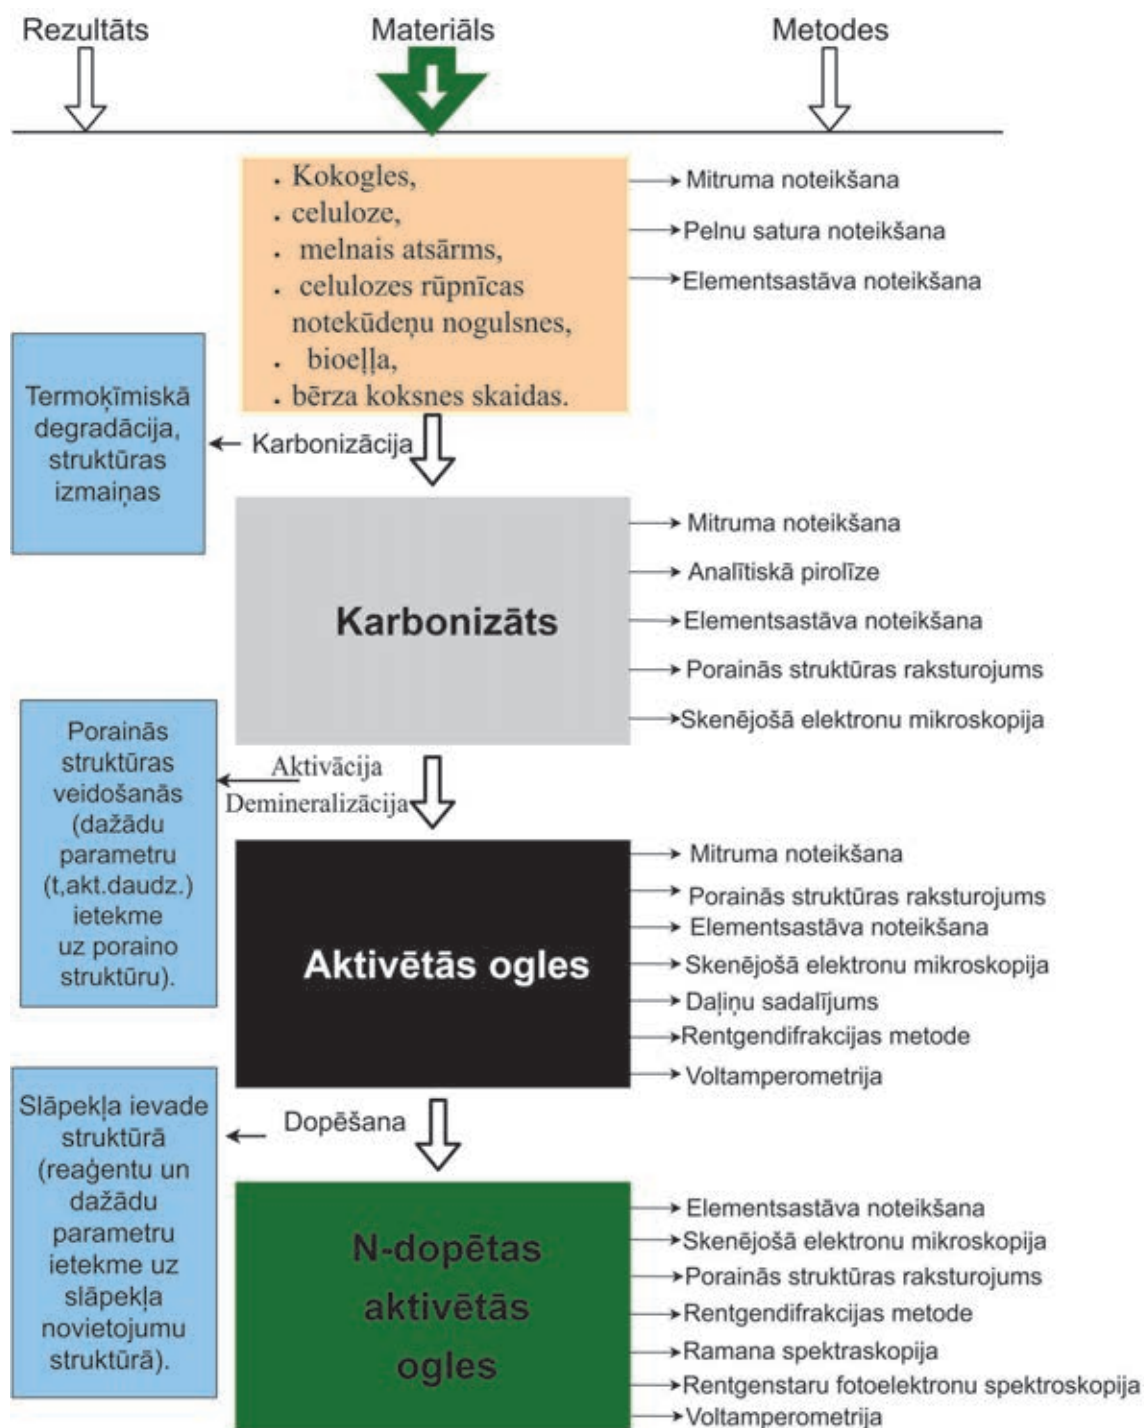 Rezultāts
Materiāls
Metodes
• Kokogles,
• celuloze,
• melnais atsārms,
• celulozes rūpnīcas
notekūdeņu nogulsnes,
• bioeļļa,
• bērza koksnes skaidas.
Mitruma noteikšana
Pelnu satura noteikšana
Elementsastāva noteikšana
Termoķīmiskā
degradācija,
struktūras
izmaiņas
Karbonizācija
Karbonizāts
Mitruma noteikšana
Analītiskā pirolīze
Elementsastāva noteikšana
Porainās struktūras raksturojums
Skenējošā elektronu mikroskopija
Porainās
struktūras
veidošanās
(dažādu
parametru
(t,akt.daudz.)
ietekme
uz poraino
struktūru).
Aktivācija
Demineralizācija
Aktivētās ogles
Mitruma noteikšana
Porainās struktūras raksturojums
Elementsastāva noteikšana
Skenējošā elektronu mikroskopija
Daļiņu sadalījums
Rentgendifrakcijas metode
Voltamperometrija
Slāpekļa ievade
struktūrā
(reaģentu un
dažādu
parametru
ietekme uz
slāpekļa
novietojumu
struktūrā).
Dopēšana
N-dopētas
aktivētās
ogles
Elementsastāva noteikšana
Skenējošā elektronu mikroskopija
Porainās struktūras raksturojums
Rentgendifrakcijas metode
Ramana spektraskopija
Rentgenstaru fotoelektronu spektroskopija
Voltamperometrija